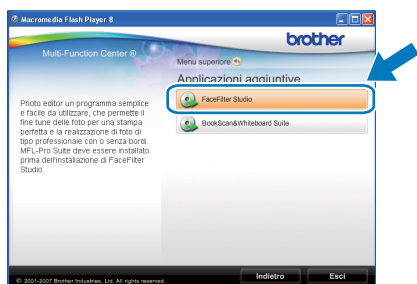 Macromedia Flash Player 8
brother
Multi-Function Center ®
Menu superiore
Applicazioni aggiuntive
FaceFilter Studio
BookScan&Whiteboard Suite
Photo editor un programma semplice
e facile da utilizzare, che permette il
fine tune delle foto per una stampa
perfetta e la realizzazione di foto di
tipo professionale con o senza bordi.
MFL-Pro Suite deve essere installato
prima dell'installazione di FaceFilter
Studio.
© 2001-2007 Brother Industries, Ltd. All rights reserved.
Indietro
Esci